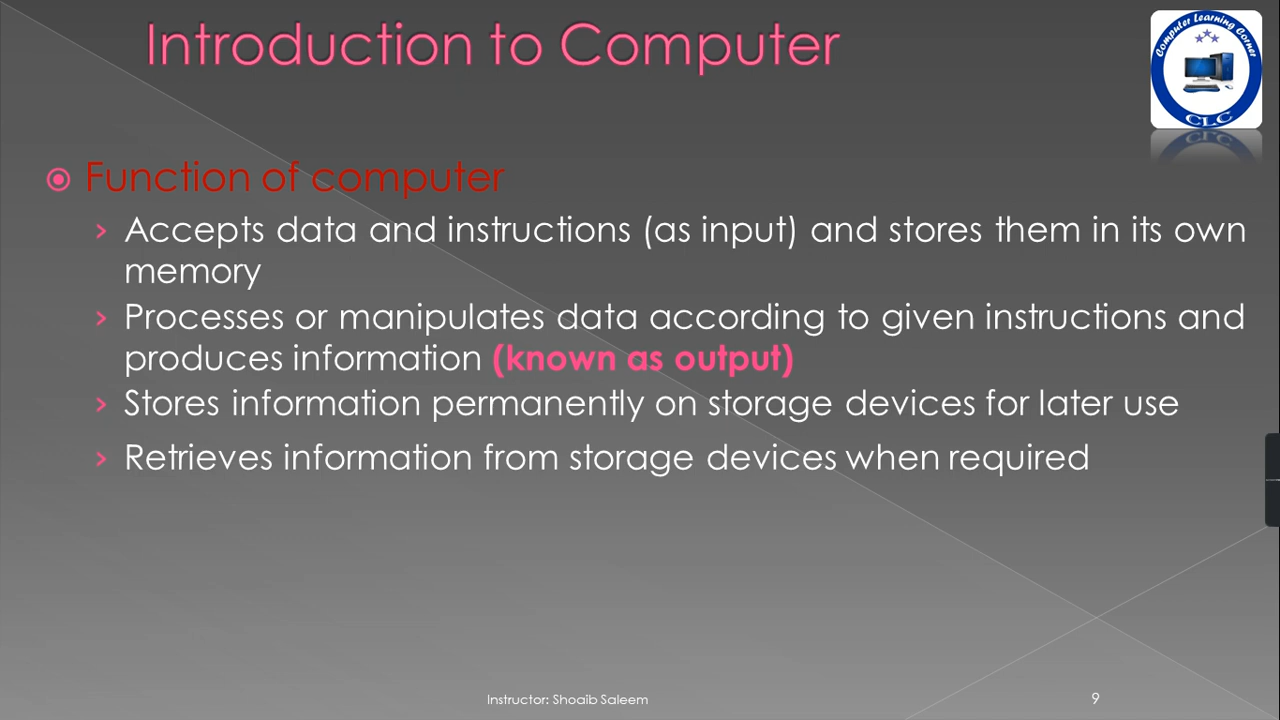 Introduction to Computer
Computer Learning Corner
CLC
Function of computer
Accepts data and instructions (as input) and stores them in its own
memory
Processes or manipulates data according to given instructions and
produces information (known as output)
Stores information permanently on storage devices for later use
Retrieves information from storage devices when required
Instructor: Shoaib Saleem
9